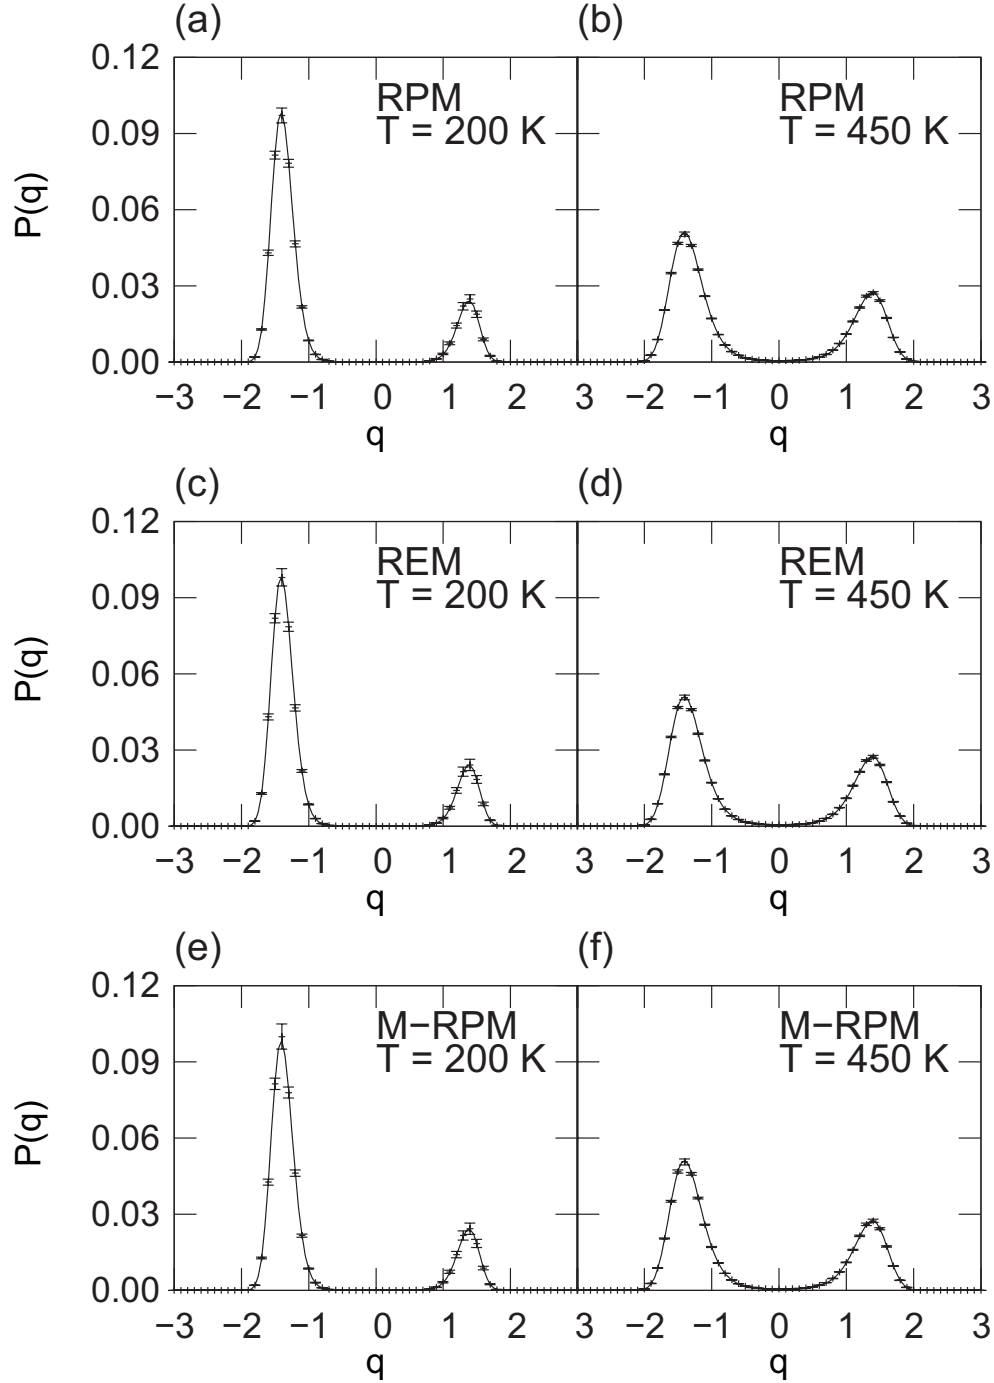 (a) (b)
0.12
RPM RPM
T = 200 K T = 450 K
0.09
P(q)
0.06
0.03
0.00
−3 −2 −1 0 1 2 3 −2 −1 0 1 2 3
q q
(c) (d)
0.12
REM REM
T = 200 K T = 450 K
0.09
P(q)
0.06
0.03
0.00
−3 −2 −1 0 1 2 3 −2 −1 0 1 2 3
q q
(e) (f)
0.12
M−RPM M−RPM
T = 200 K T = 450 K
0.09
P(q)
0.06
0.03
0.00
−3 −2 −1 0 1 2 3 −2 −1 0 1 2 3
q q